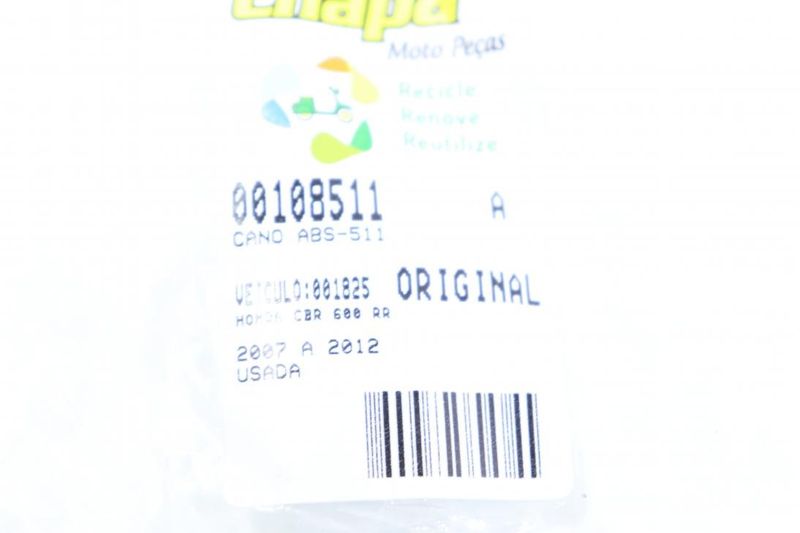 Chapa
Moto Peças
Recicle
Renove
Reutilize
00108511 A
CANO ABS-511
VEICULO:001825 ORIGINAL
HONDA CBR 600 RR
2007 A 2012
USADA